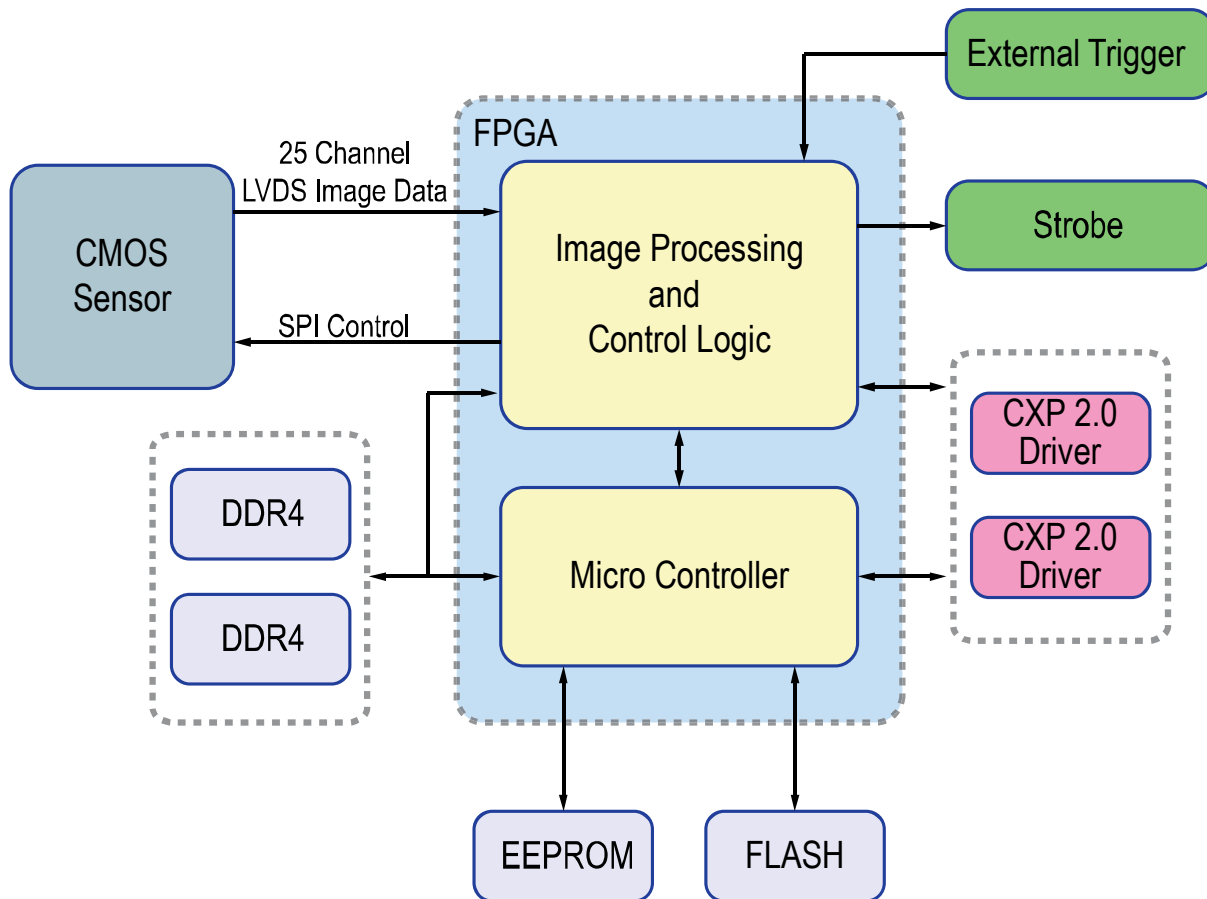 External Trigger
FPGA
25 Channel
LVDS Image Data
CMOS
Sensor
Image Processing
and
Control Logic
Strobe
SPI Control
CXP 2.0
Driver
DDR4
CXP 2.0
Driver
Micro Controller
DDR4
EEPROM
FLASH